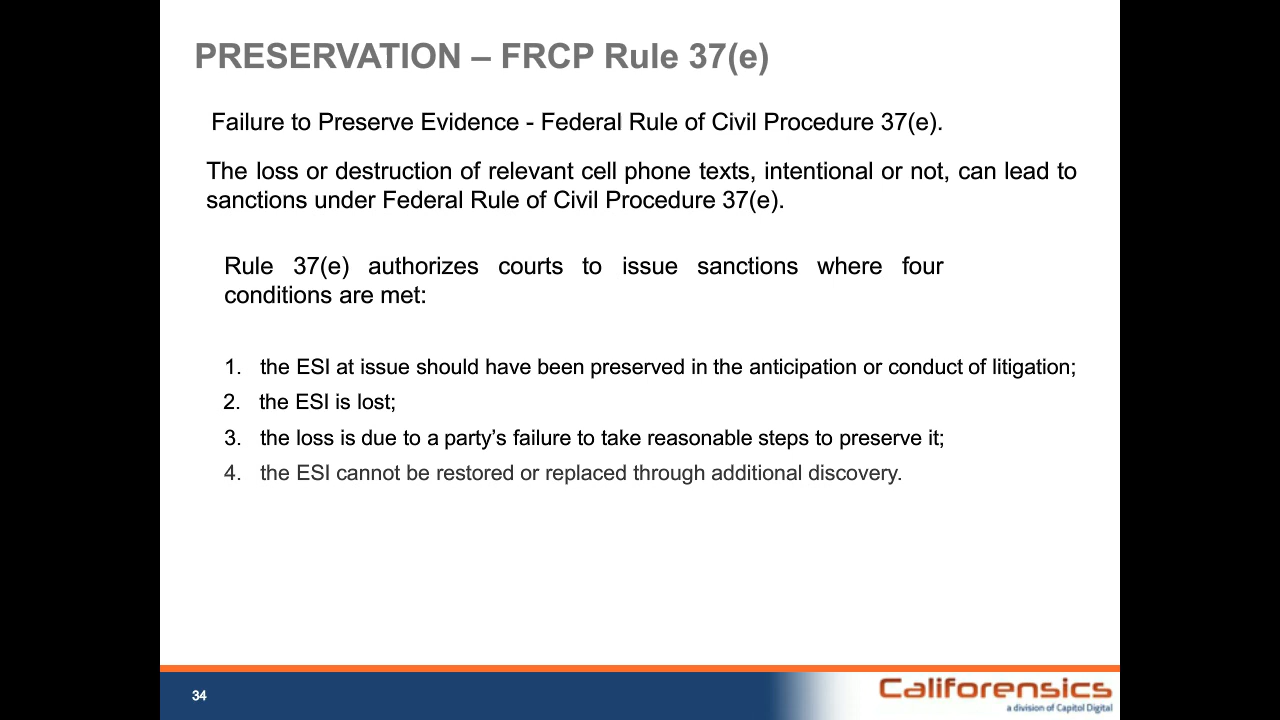 PRESERVATION – FRCP Rule 37(e)
Failure to Preserve Evidence - Federal Rule of Civil Procedure 37(e).
The loss or destruction of relevant cell phone texts, intentional or not, can lead to
sanctions under Federal Rule of Civil Procedure 37(e).
Rule 37(e) authorizes courts to issue sanctions where four
conditions are met:
1. the ESI at issue should have been preserved in the anticipation or conduct of litigation;
2. the ESI is lost;
3. the loss is due to a party’s failure to take reasonable steps to preserve it;
4. the ESI cannot be restored or replaced through additional discovery.
34
Califorensics
a division of Capitol Digital